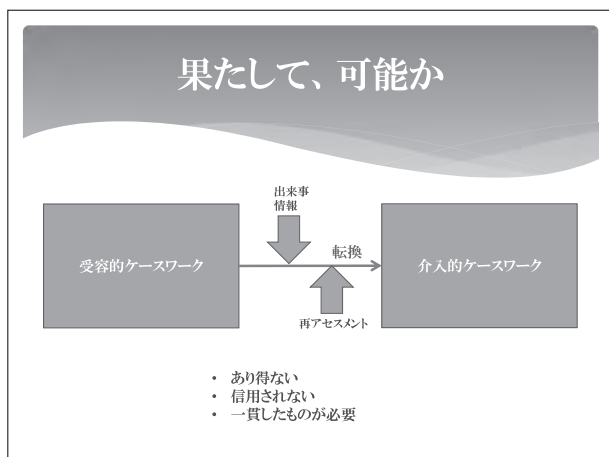 果たして、可能か
出来事
情報
受容的ケースワーク
転換
介入的ケースワーク
再アセスメント
・ あり得ない
・ 信用されない
・ 一貫したものが必要